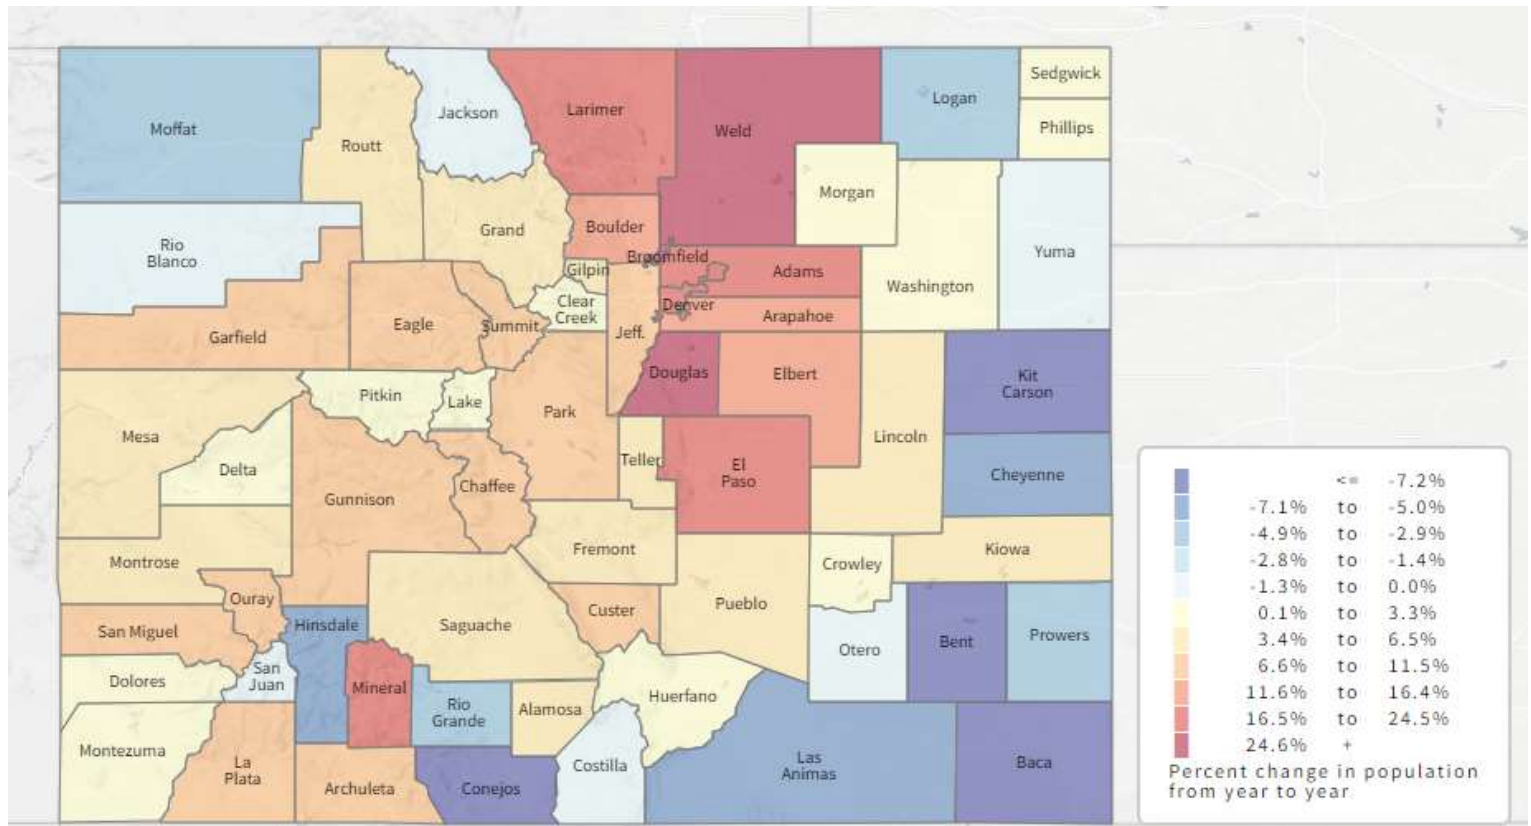 Moffat
Routt
Jackson
Larimer
Weld
Logan
Sedgwick
Phillips
Morgan
Rio
Blanco
Grand
Boulder
Washington
Yuma
Broomfield
Gilpin
Adams
Clear
Creek
Denver
Arapahoe
Garfield
Eagle
Summit
Jeff.
Douglas
Elbert
Kit
Carson
Pitkin
Lake
Park
Mesa
Delta
Lincoln
Teller
El
Paso
Cheyenne
Gunnison
Chaffee
Montrose
Fremont
Crowley
Kiowa
Ouray
San Miguel
Hinsdale
Saguache
Custer
Pueblo
Otero
Bent
Prowers
Dolores
San
Juan
Mineral
Rio
Grande
Alamosa
Huerfano
Montezuma
La
Plata
Archuleta
Conejos
Costilla
Las
Animas
Baca
<= -7.2%
-7.1% to -5.0%
-4.9% to -2.9%
-2.8% to -1.4%
-1.3% to 0.0%
0.1% to 3.3%
3.4% to 6.5%
6.6% to 11.5%
11.6% to 16.4%
16.5% to 24.5%
24.6% +
Percent change in population
from year to year